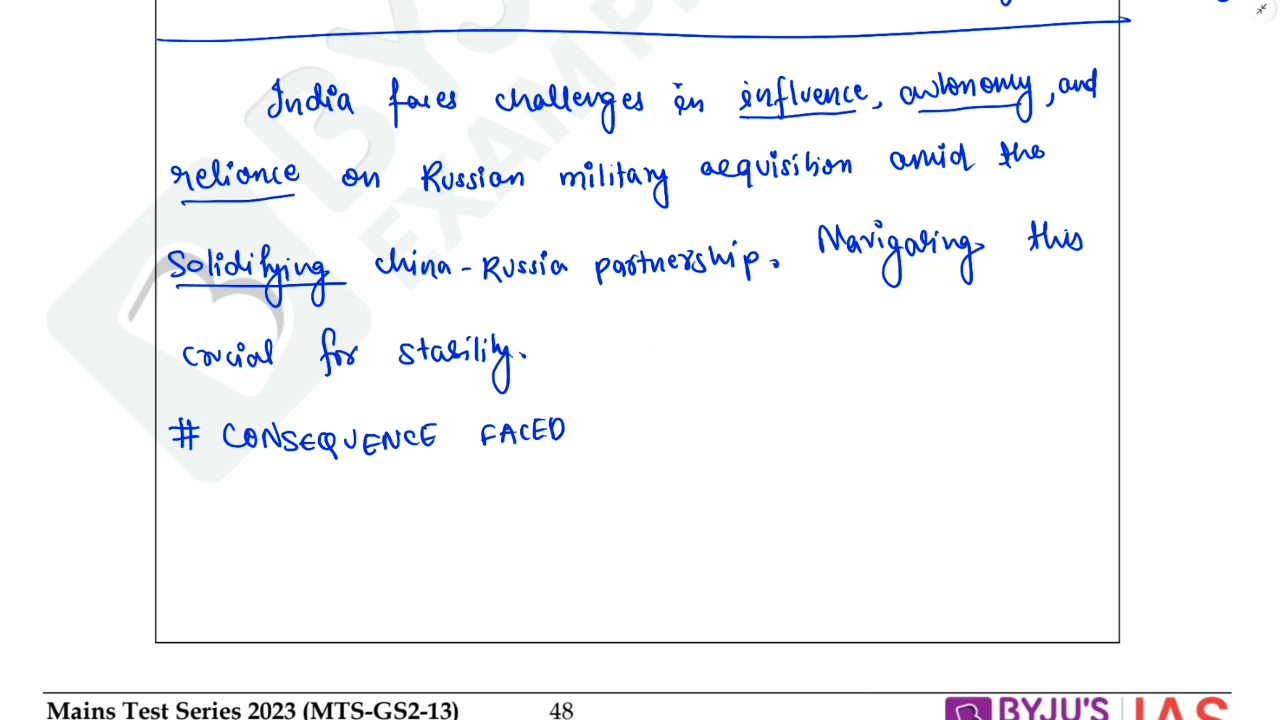 India faces challenges in influence, autonomy, and
reliance on Russian military acquisition amid the
solidifying china-Russia partnership. Navigating this
crucial for stability.
# CONSEQUENCE FACED
Mains Test Series 2023 (MTS-GS2-13) 48 BYJU'S IAS